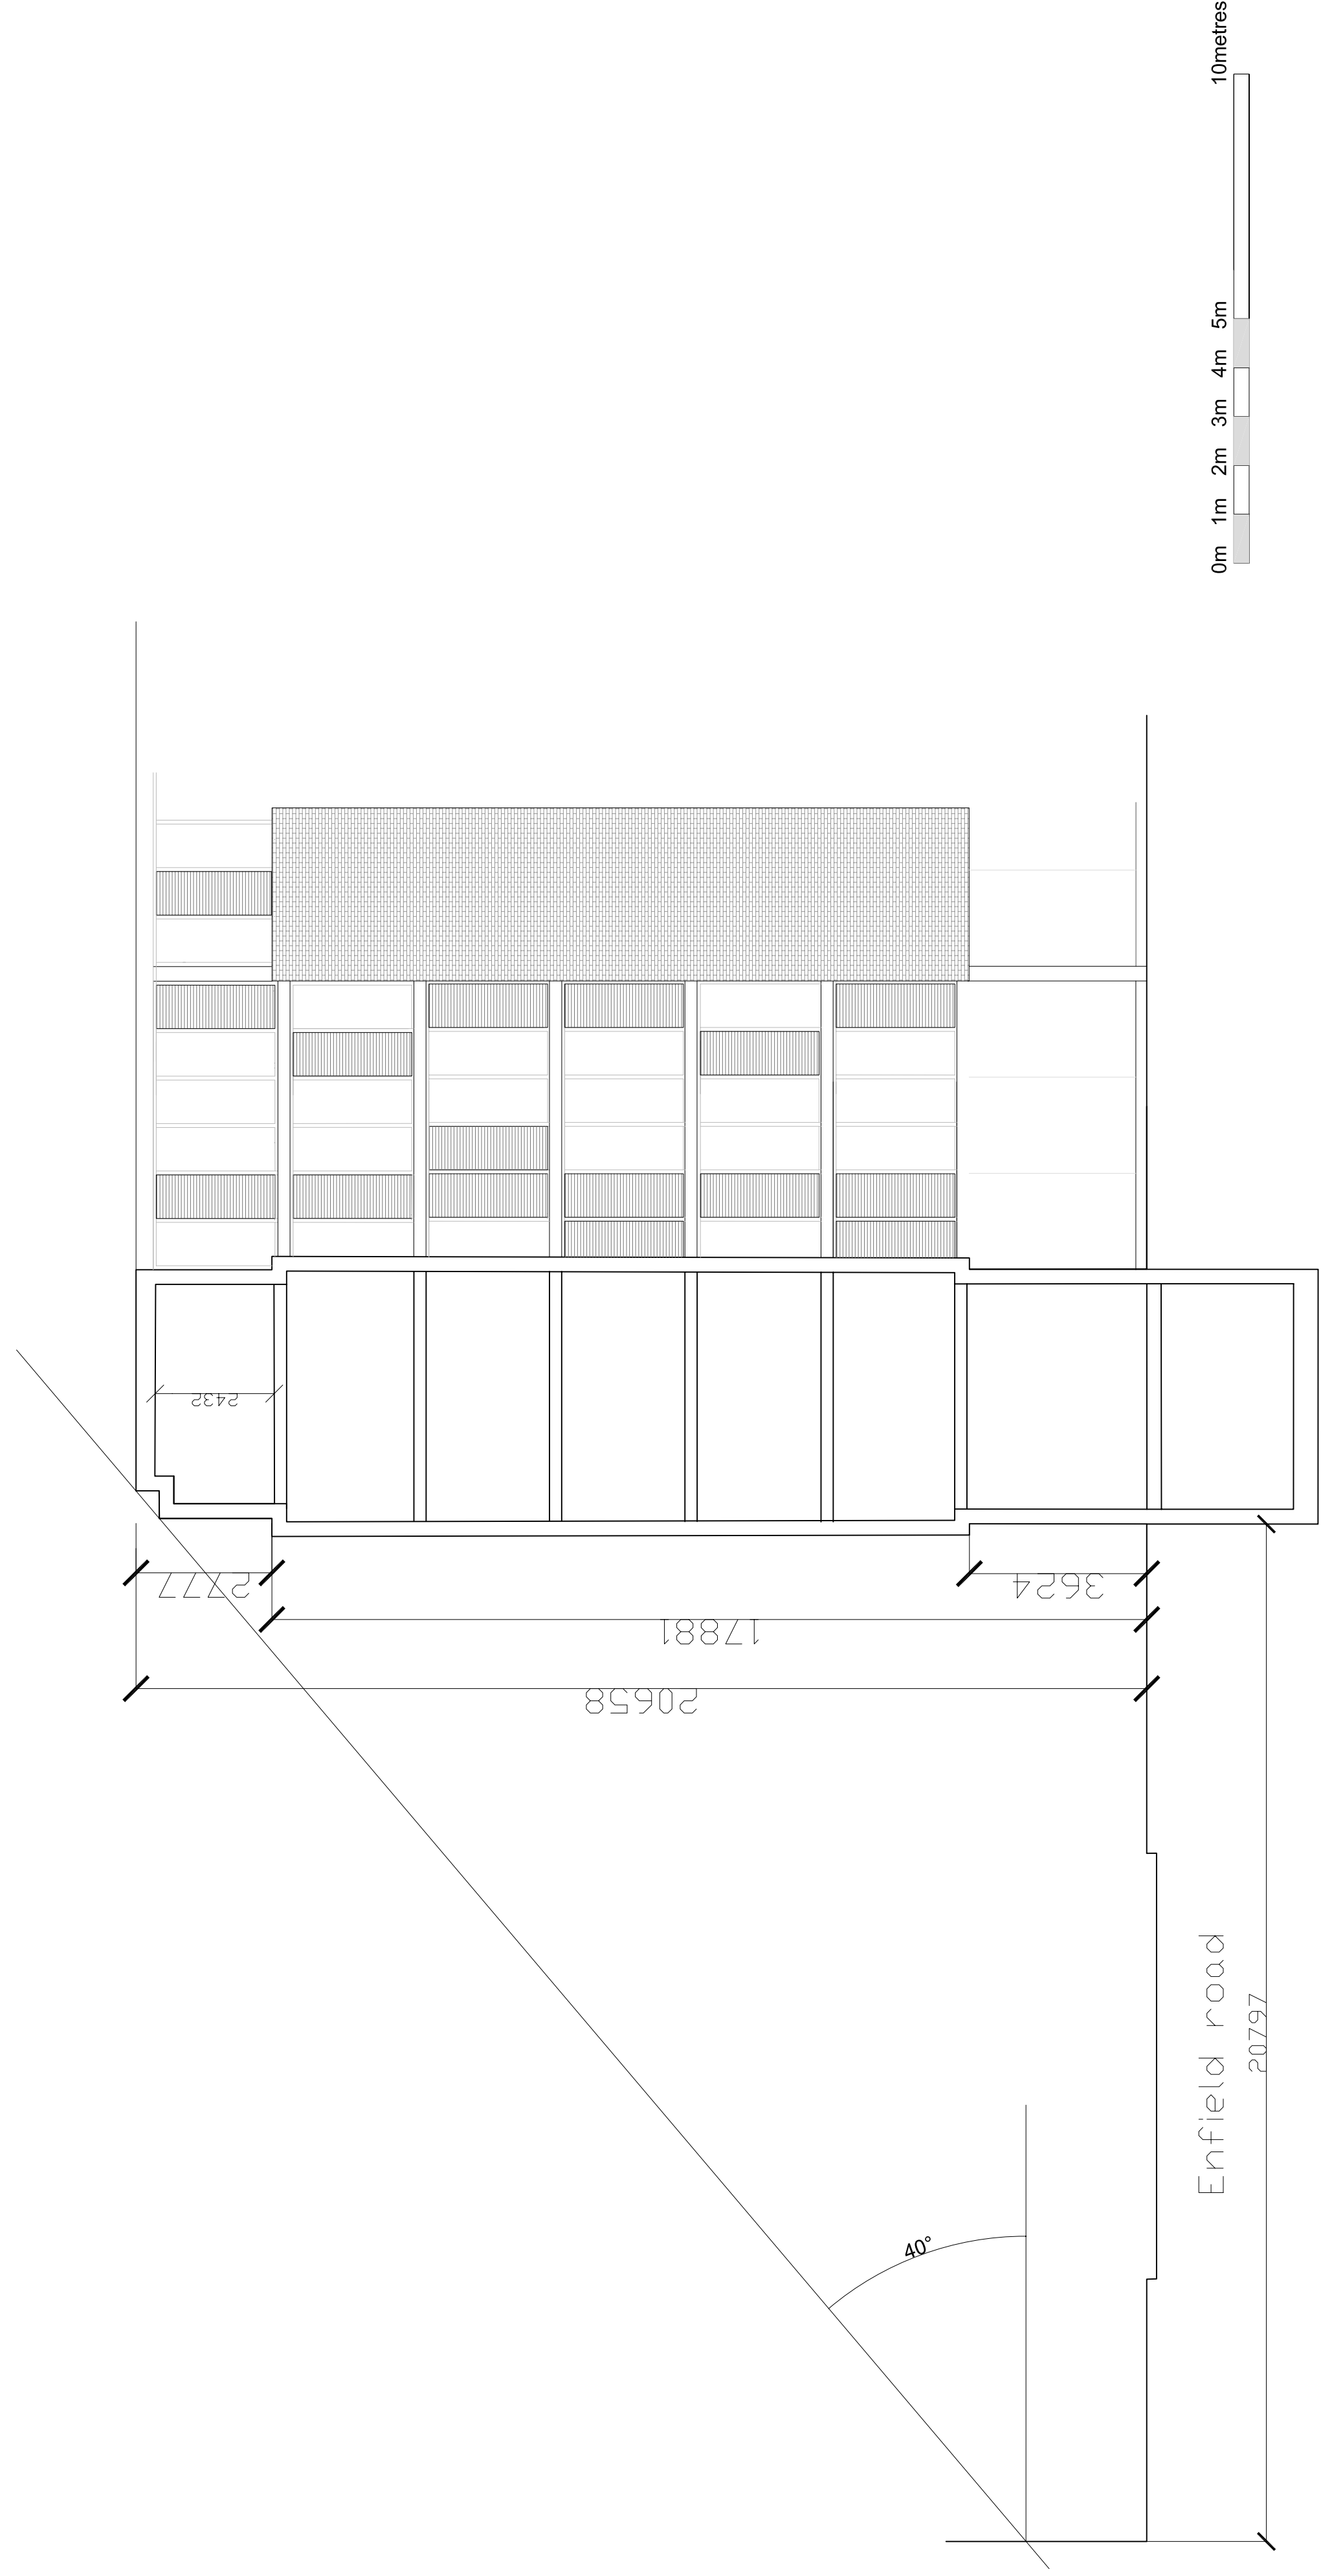 10metres
5m
4m
3m
2m
1m
0m
2432
2777
3624
17881
20658
Enfield road
20797
40°